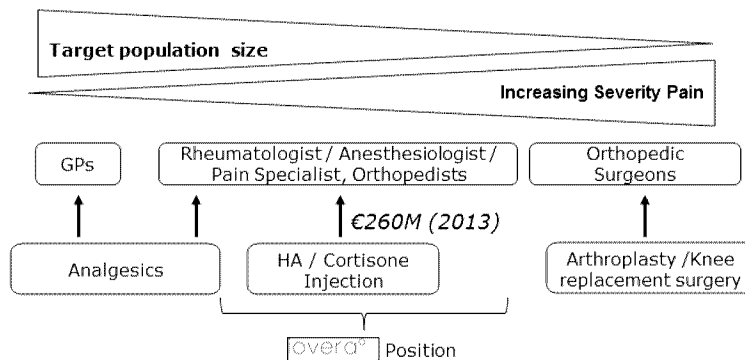 Target population size
Increasing Severity Pain
GPs
Rheumatologist / Anesthesiologist /
Pain Specialist, Orthopedists
Orthopedic
Surgeons
€260M (2013)
Analgesics
HA / Cortisone
Injection
Arthroplasty /Knee
replacement surgery
overa° Position